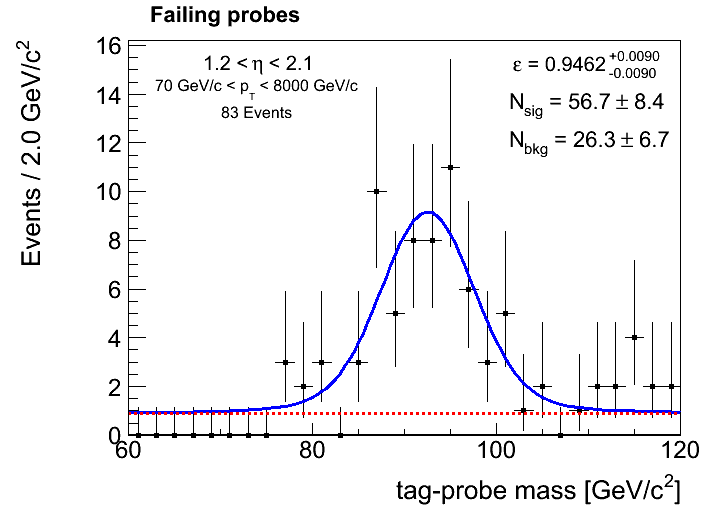 Failing probes
Events / 2.0 GeV/c²
16
14
12
10
8
6
4
2
0
1.2 < η < 2.1
70 GeV/c < p_T < 8000 GeV/c
83 Events
ε = 0.9462 +0.0090 -0.0090
N_sig = 56.7 ± 8.4
N_bkg = 26.3 ± 6.7
60 80 100 120
tag-probe mass [GeV/c²]